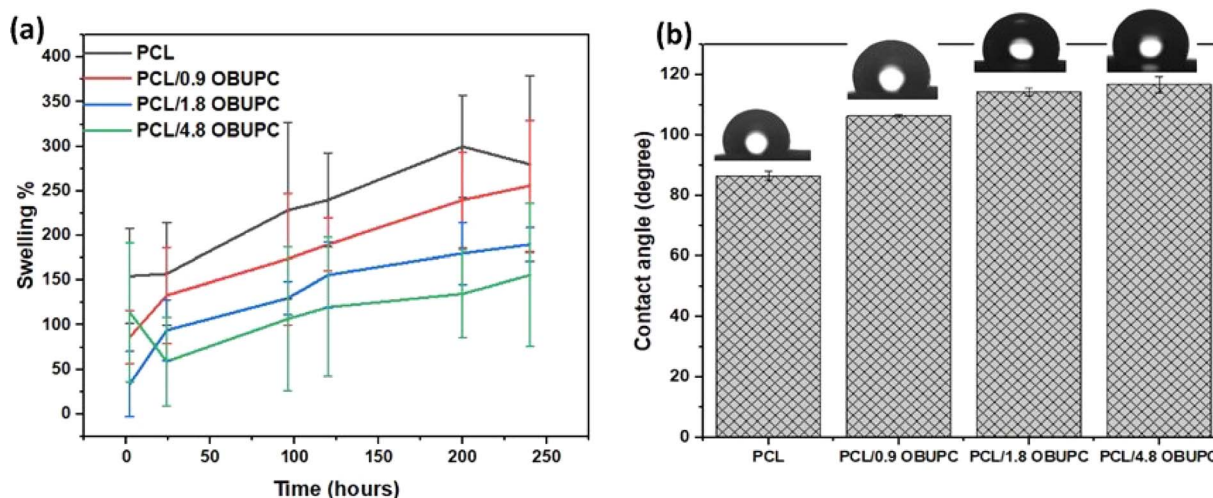 (a)
PCL
PCL/0.9 OBUPC
PCL/1.8 OBUPC
PCL/4.8 OBUPC
400
350
300
250
200
150
100
50
0
Swelling %
0 50 100 150 200 250
Time (hours)
(b)
120
100
80
60
40
20
0
Contact angle (degree)
PCL PCL/0.9 OBUPC PCL/1.8 OBUPC PCL/4.8 OBUPC